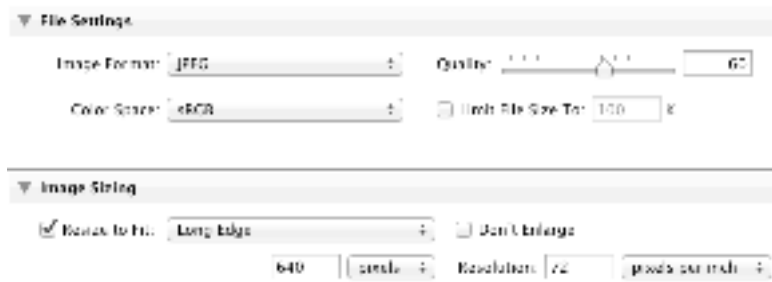 File Settings
Image Format: JPEG Quality: 60
Color Space: sRGB Limit File Size To: 100 K
Image Sizing
Resize to Fit: Long Edge Don't Enlarge
640 pixels Resolution: 72 pixels per inch